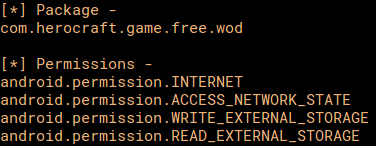 [*] Package -
com.herocraft.game.free.wod
[*] Permissions -
android.permission.INTERNET
android.permission.ACCESS_NETWORK_STATE
android.permission.WRITE_EXTERNAL_STORAGE
android.permission.READ_EXTERNAL_STORAGE